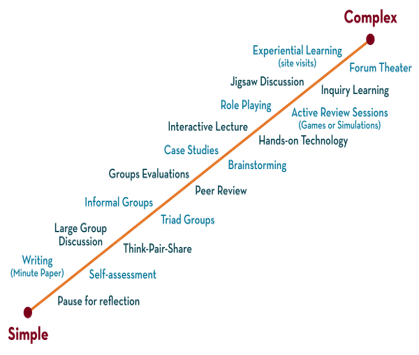 Complex
Experiential Learning
(site visits)
Forum Theater
Jigsaw Discussion
Inquiry Learning
Role Playing
Active Review Sessions
(Games or Simulations)
Interactive Lecture
Hands-on Technology
Case Studies
Brainstorming
Groups Evaluations
Peer Review
Informal Groups
Triad Groups
Large Group
Discussion
Think-Pair-Share
Writing
(Minute Paper)
Self-assessment
Pause for reflection
Simple